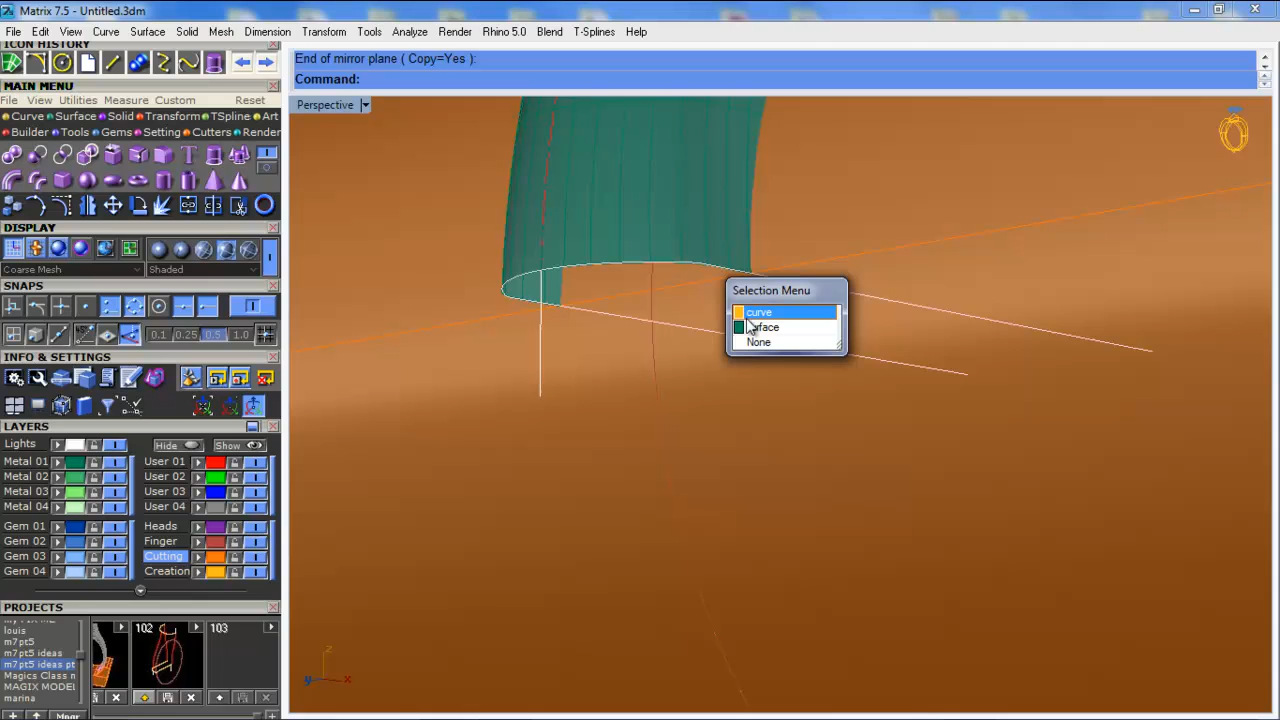 Matrix 7.5 - Untitled.3dm
File Edit View Curve Surface Solid Mesh Transform Tools Analyze Render Rhino 5.0 Blend T-Splines Help
ICON HISTORY
End of mirror plane ( Copy=Yes ):
Command:
MAIN MENU
File View Utilities Measure Custom Reset
Curve Surface Solid Transform TSpline Art
Builder Tools Gems Setting Cutters Render
Perspective
DISPLAY
Coarse Mesh Shaded
SNAPS
0.1 0.25 0.5 1.0
INFO & SETTINGS
LAYERS
Lights Hide Show
Metal 01 User 01
Metal 02 User 02
Metal 03 User 03
Metal 04 User 04
Gem 01 Heads
Gem 02 Finger
Gem 03 Cutting
Gem 04 Creation
PROJECTS
louis
m7pt5
m7pt5 ideas
m7pt5 ideas pt
Magics Class n
MAGIX MODEL
marina
102 103
Mngr
Selection Menu
curve
None
z
y x